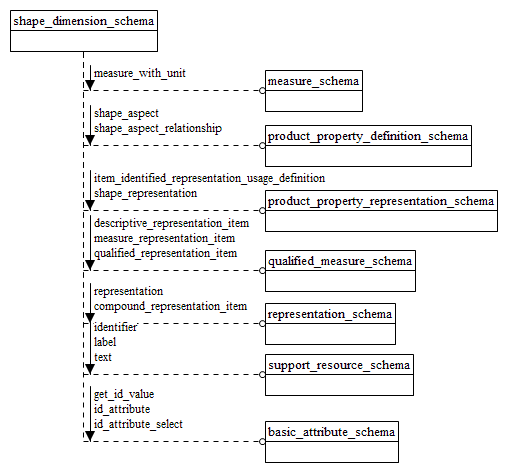 shape_dimension_schema
measure_with_unit
measure_schema
shape_aspect
shape_aspect_relationship
product_property_definition_schema
item_identified_representation_usage_definition
shape_representation
product_property_representation_schema
descriptive_representation_item
measure_representation_item
qualified_representation_item
qualified_measure_schema
representation
compound_representation_item
representation_schema
identifier
label
text
support_resource_schema
get_id_value
id_attribute
id_attribute_select
basic_attribute_schema